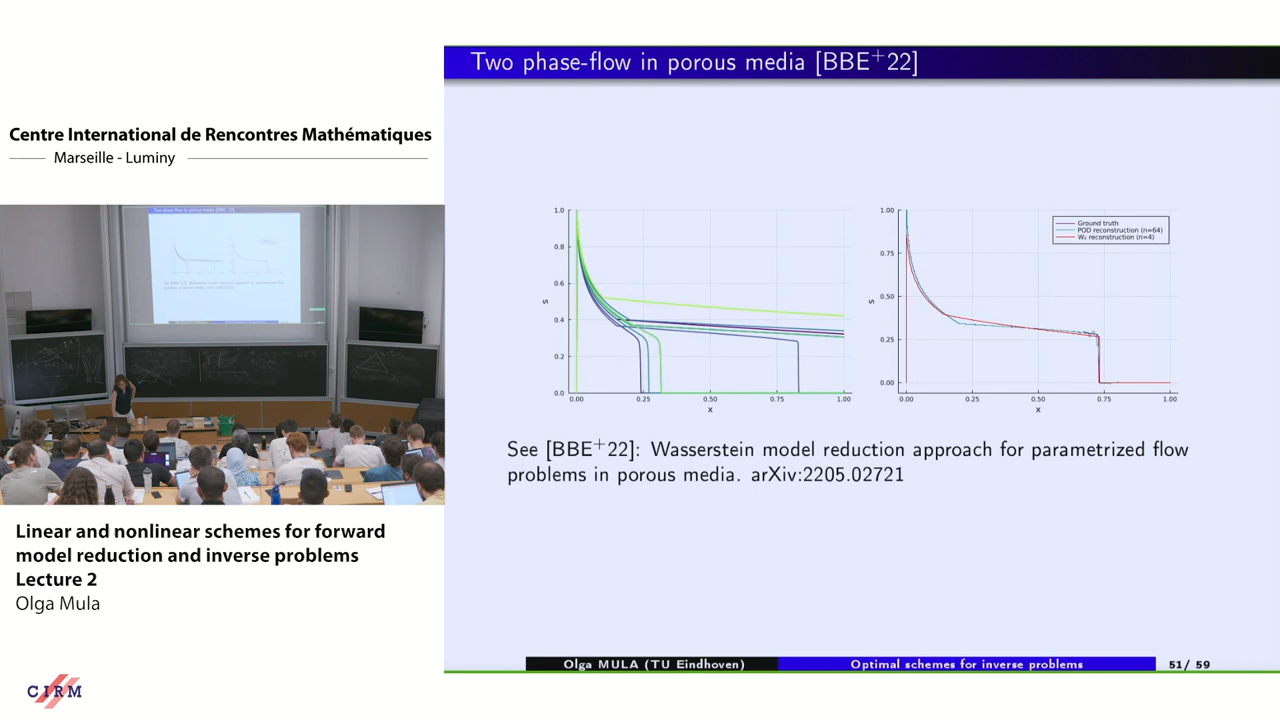 Centre International de Rencontres Mathématiques
Marseille - Luminy
Linear and nonlinear schemes for forward
model reduction and inverse problems
Lecture 2
Olga Mula
CIRM
Two phase-flow in porous media [BBE+22]
1.0
0.8
0.6
0.4
0.2
0.0
s
0.00 0.25 0.50 0.75 1.00
x
1.00
0.75
0.50
0.25
0.00
s
Ground truth
POD reconstruction (n=64)
W₂ reconstruction (n=4)
0.00 0.25 0.50 0.75 1.00
x
See [BBE+22]: Wasserstein model reduction approach for parametrized flow
problems in porous media. arXiv:2205.02721
Olga MULA (TU Eindhoven) Optimal schemes for inverse problems 51/ 59